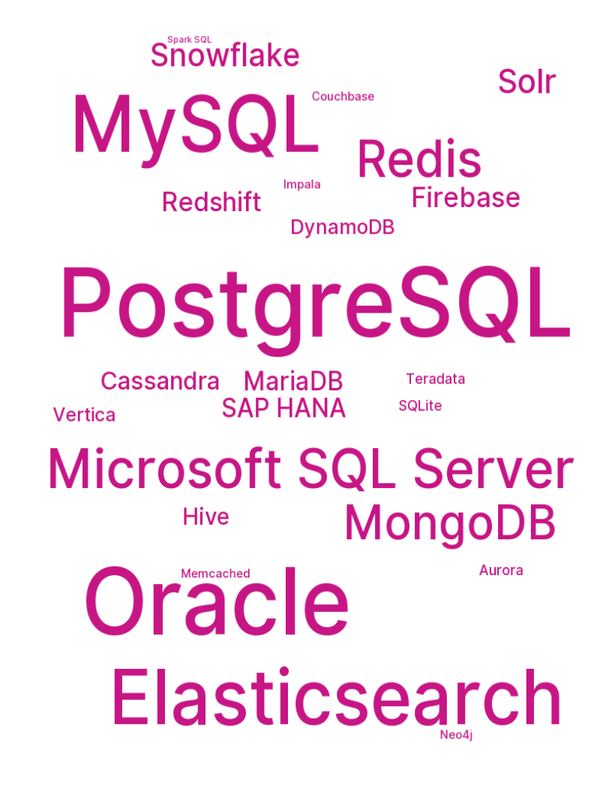 Spark SQL
Snowflake
Solr
MySQL
Couchbase
Redis
Impala
Redshift
Firebase
DynamoDB
PostgreSQL
Cassandra
MariaDB
Teradata
SAP HANA
SQLite
Vertica
Microsoft SQL Server
Hive
MongoDB
Memcached
Aurora
Oracle
Elasticsearch
Neo4j